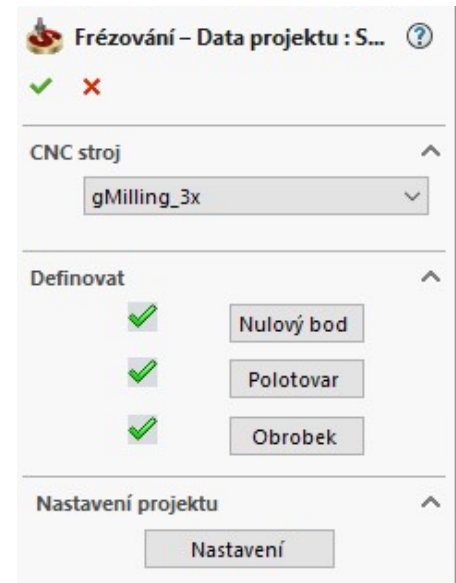 Frézování – Data projektu : S...
CNC stroj
gMilling_3x
Definovat
Nulový bod
Polotovar
Obrobek
Nastavení projektu
Nastavení